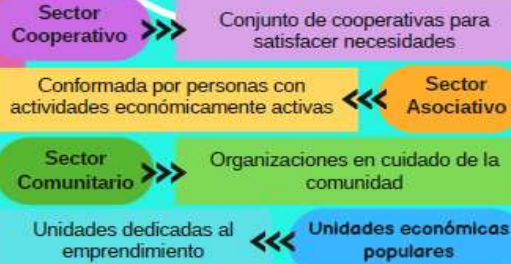 Sector
Cooperativo
Conjunto de cooperativas para
satisfacer necesidades
Conformada por personas con
actividades económicamente activas
Sector
Asociativo
Sector
Comunitario
Organizaciones en cuidado de la
comunidad
Unidades dedicadas al
emprendimiento
Unidades económicas
populares